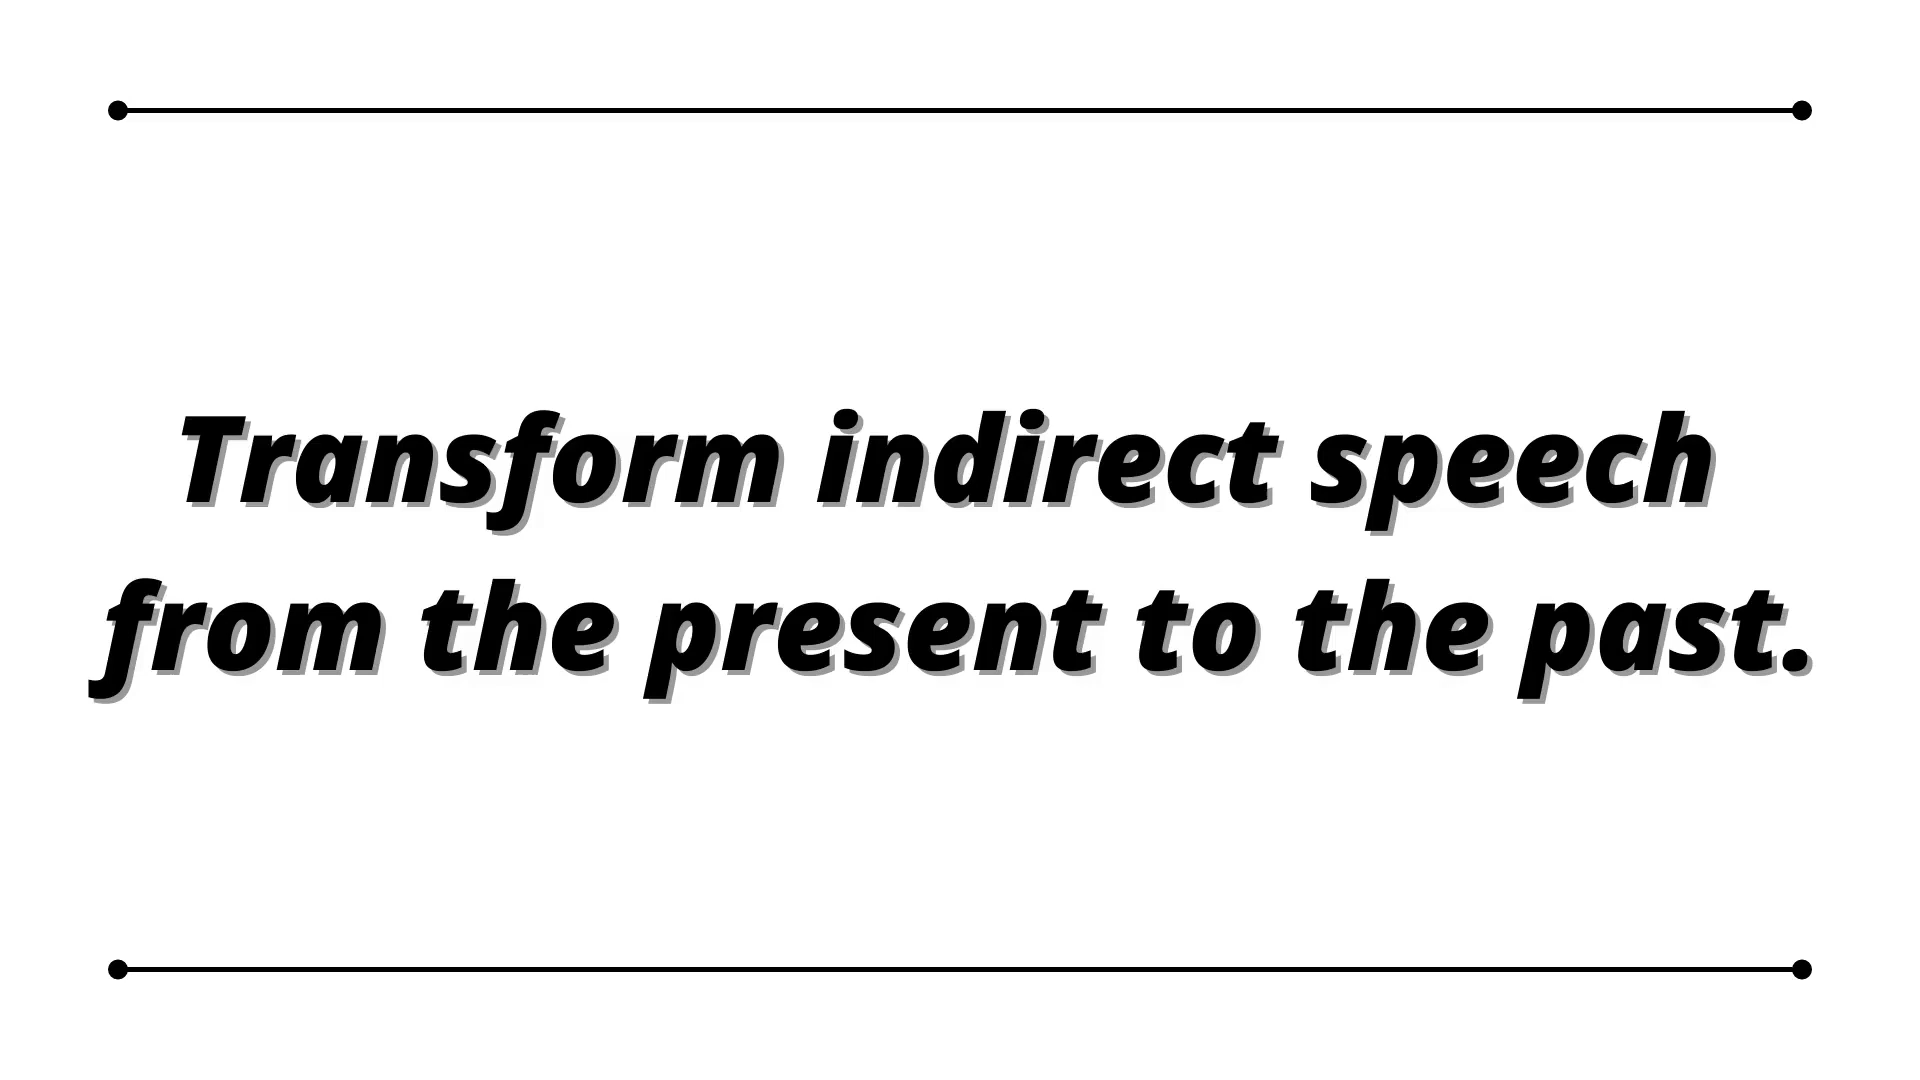 Transform indirect speech
from the present to the past.